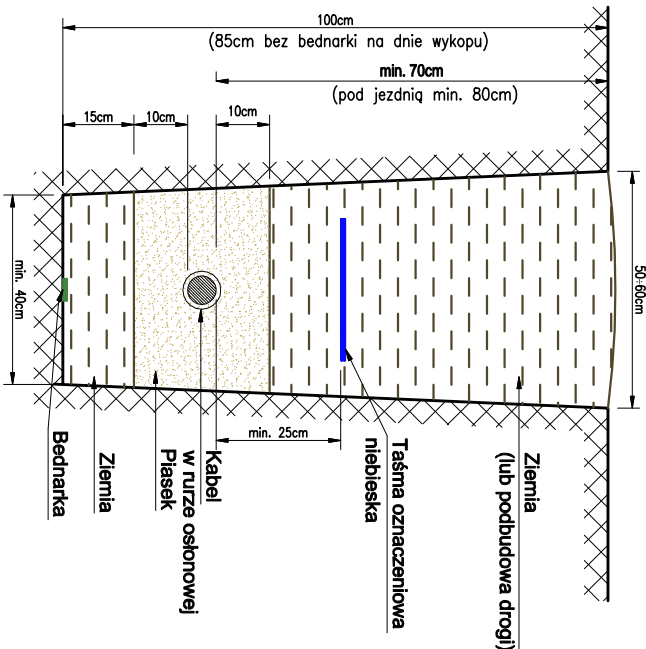 100cm
(85cm bez bednarki na dnie wykopu)
min. 70cm
(pod jezdnią min. 80cm)
15cm
10cm
10cm
min. 40cm
50÷60cm
min. 25cm
Ziemia
(lub podbudowa drogi)
Taśma oznaczeniowa
niebieska
Kabel
w rurze osłonowej
Piasek
Ziemia
Bednarka